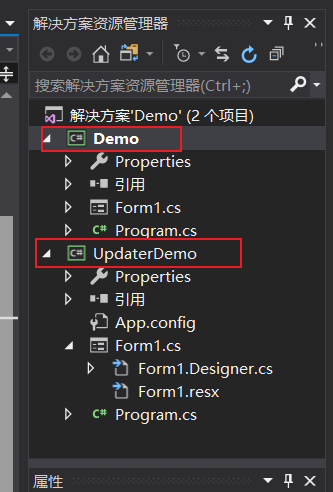 解决方案资源管理器
搜索解决方案资源管理器(Ctrl+;)
解决方案'Demo' (2 个项目)
Demo
Properties
引用
Form1.cs
C# Program.cs
UpdaterDemo
Properties
引用
App.config
Form1.cs
Form1.Designer.cs
Form1.resx
C# Program.cs
属性